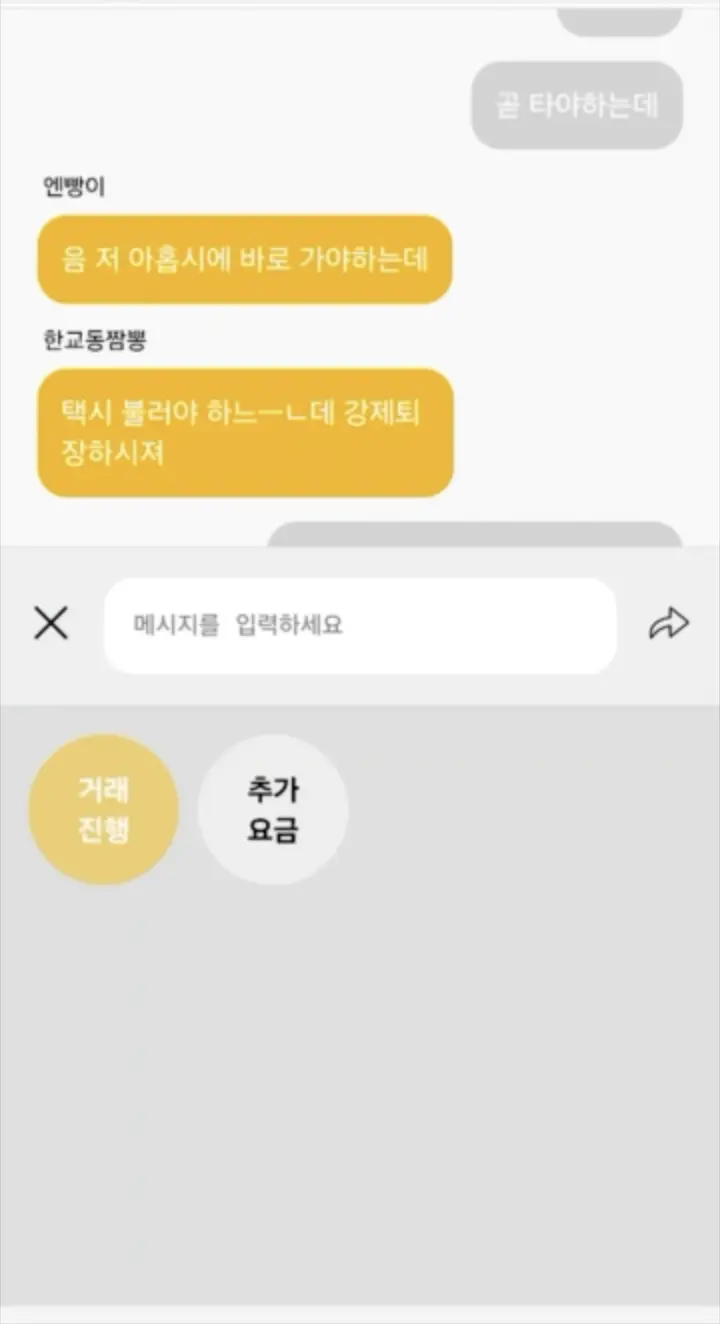 곧 타야하는데
엔빵이
음 저 아홉시에 바로 가야하는데
한교동짬뽕
택시 불러야 하느ㅡㄴ데 강제퇴
장하시져
메시지를 입력하세요
거래
진행
추가
요금